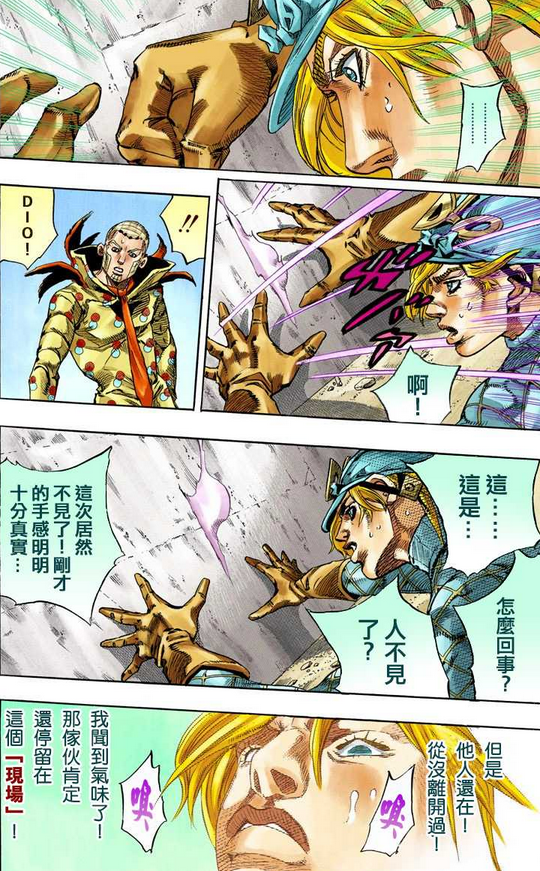 …………
啊！
!!
DIO！
這……
這是…
怎麼回事？
人不見
了？
這次居然
不見了！剛才
的手感明明
十分真實…
但是
他人還在！
從沒離開過！
嗅
嗅
我聞到氣味了！
那傢伙肯定
還停留在
這個「現場」！